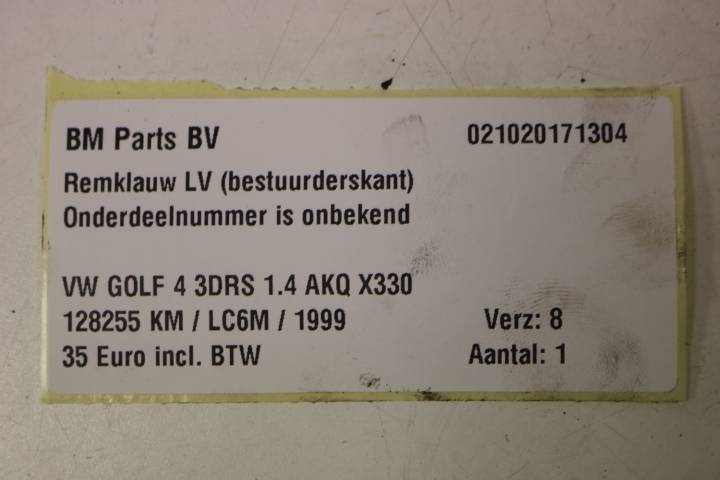 BM Parts BV 021020171304
Remklauw LV (bestuurderskant)
Onderdeelnummer is onbekend
VW GOLF 4 3DRS 1.4 AKQ X330
128255 KM / LC6M / 1999 Verz: 8
35 Euro incl. BTW Aantal: 1